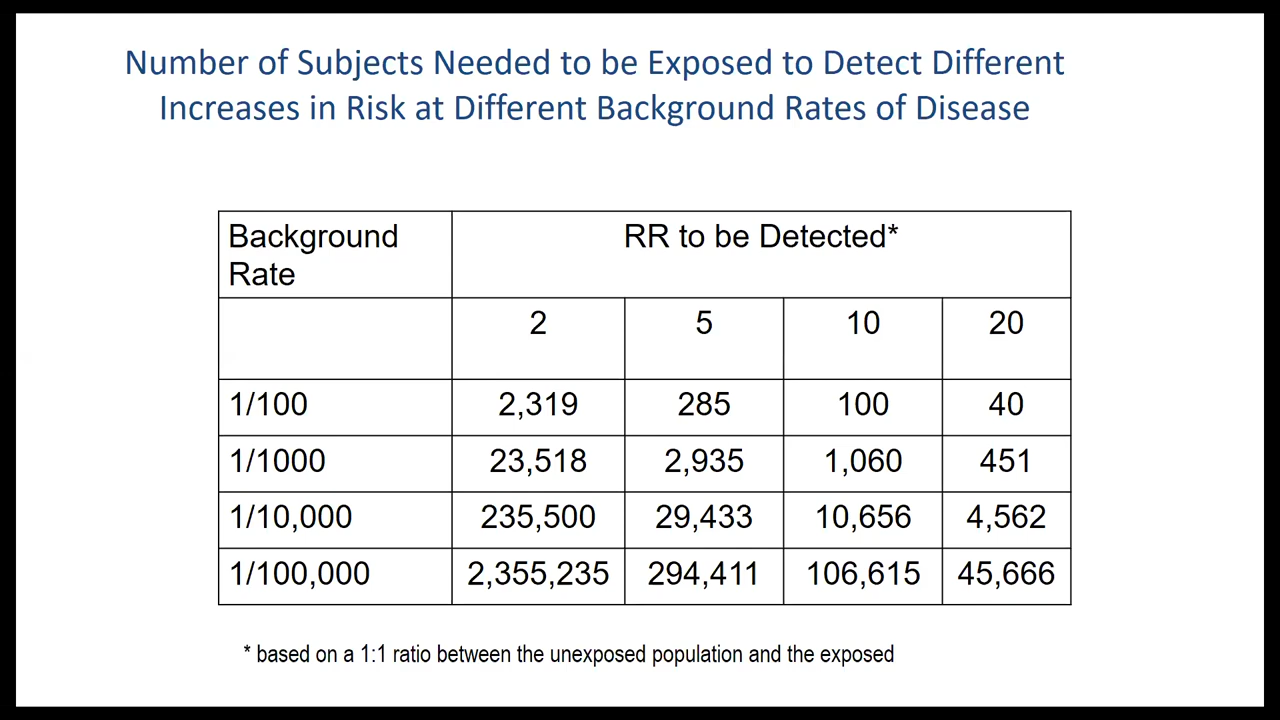 Number of Subjects Needed to be Exposed to Detect Different
Increases in Risk at Different Background Rates of Disease
Background
Rate
RR to be Detected*
2 5 10 20
1/100 2,319 285 100 40
1/1000 23,518 2,935 1,060 451
1/10,000 235,500 29,433 10,656 4,562
1/100,000 2,355,235 294,411 106,615 45,666
* based on a 1:1 ratio between the unexposed population and the exposed